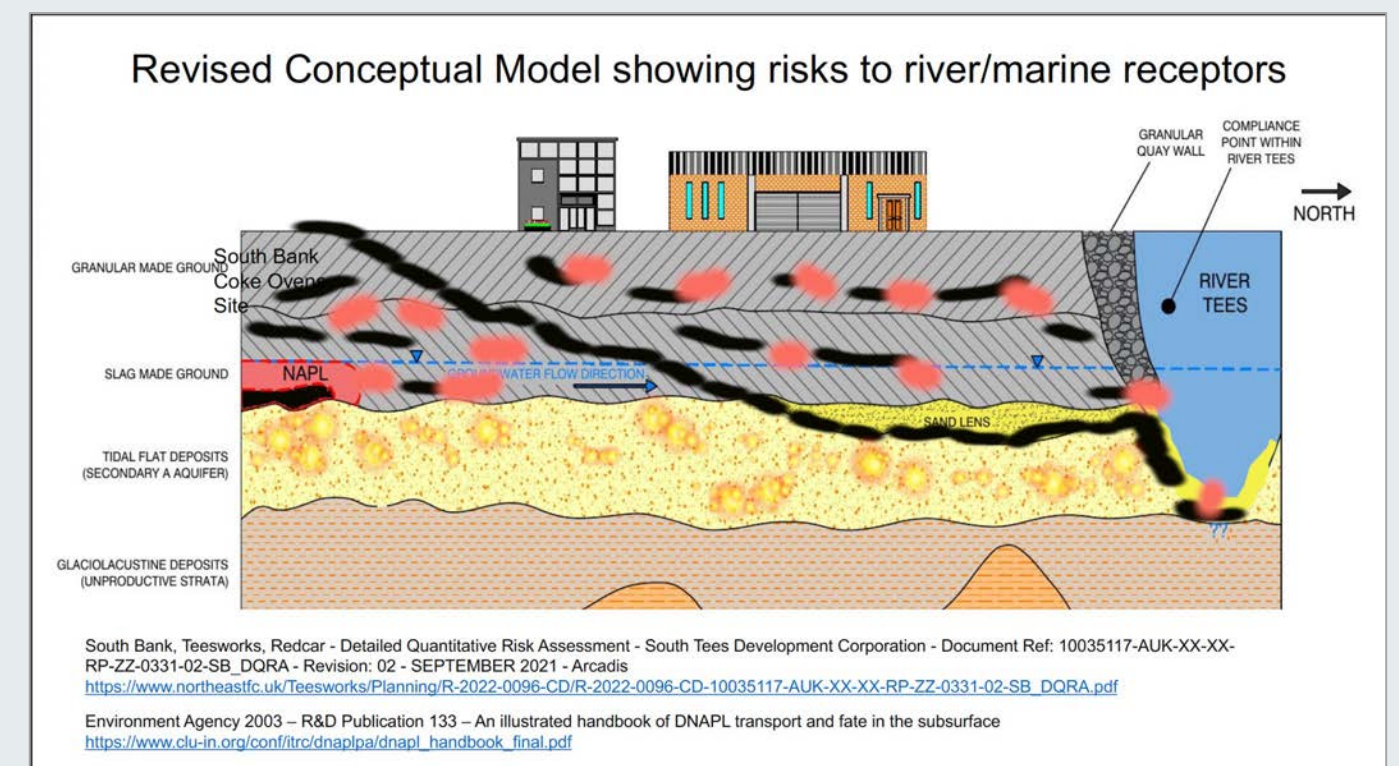 Revised Conceptual Model showing risks to river/marine receptors
GRANULAR
QUAY WALL
COMPLIANCE
POINT WITHIN
RIVER TEES
NORTH
GRANULAR MADE GROUND
South Bank
Coke Ovens
Site
RIVER
TEES
SLAG MADE GROUND
NAPL
GROUNDWATER FLOW DIRECTION
SAND LENS
TIDAL FLAT DEPOSITS
(SECONDARY A AQUIFER)
??
GLACIOLACUSTINE DEPOSITS
(UNPRODUCTIVE STRATA)
South Bank, Teesworks, Redcar - Detailed Quantitative Risk Assessment - South Tees Development Corporation - Document Ref: 10035117-AUK-XX-XX-
RP-ZZ-0331-02-SB_DQRA - Revision: 02 - SEPTEMBER 2021 - Arcadis
https://www.northeastfc.uk/Teesworks/Planning/R-2022-0096-CD/R-2022-0096-CD-10035117-AUK-XX-XX-RP-ZZ-0331-02-SB_DQRA.pdf
Environment Agency 2003 – R&D Publication 133 – An illustrated handbook of DNAPL transport and fate in the subsurface
https://www.clu-in.org/conf/itrc/dnaplpa/dnapl_handbook_final.pdf